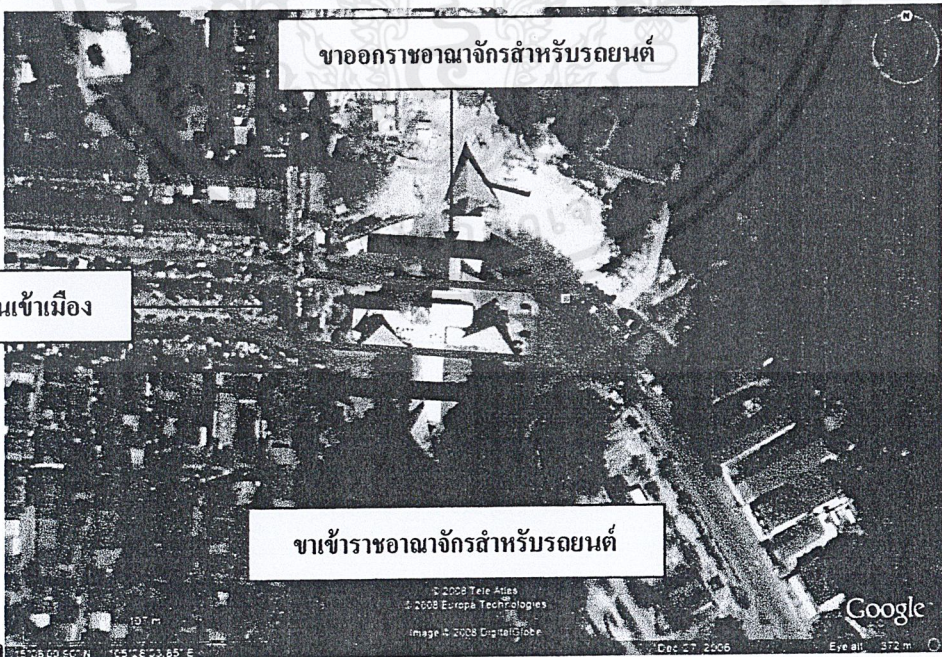 ขาออกราชอาณาจักรสำหรับรถยนต์
นเข้าเมือง
ขาเข้าราชอาณาจักรสำหรับรถยนต์
© 2008 Tele Atlas
© 2008 Europa Technologies
Image © 2008 DigitalGlobe
Google
Dec 27, 2006
Eye alt 372 m